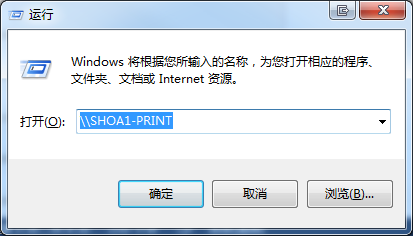 运行
Windows 将根据您所输入的名称，为您打开相应的程序、
文件夹、文档或 Internet 资源。
打开(O): \\SHOA1-PRINT
确定 取消 浏览(B)...